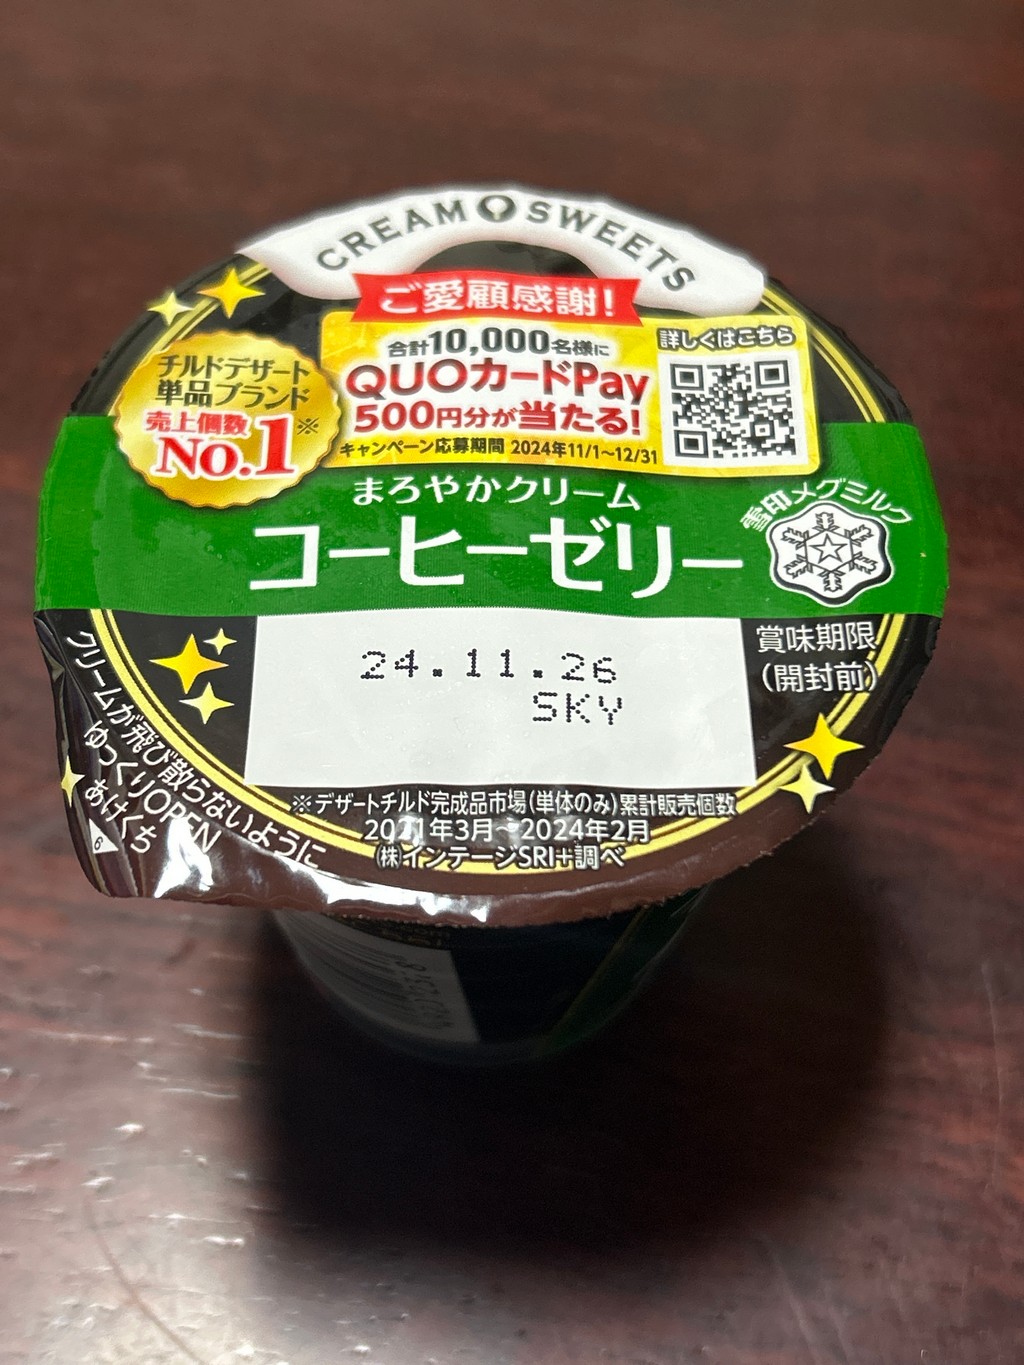 CREAM SWEETS
ご愛顧感謝!
合計10,000名様に
QUOカードPay
500円分が当たる!
キャンペーン応募期間 2024年11/1〜12/31
詳しくはこちら
チルドデザート
単品ブランド
売上個数※
No.1
まろやかクリーム
コーヒーゼリー
雪印メグミルク
賞味期限
(開封前)
24.11.26
SKY
クリームが飛び散らないように
ゆっくりOPEN
あけくち
6
※デザートチルド完成品市場(単体のみ)累計販売個数
2021年3月〜2024年2月
㈱インテージSRI+調べ